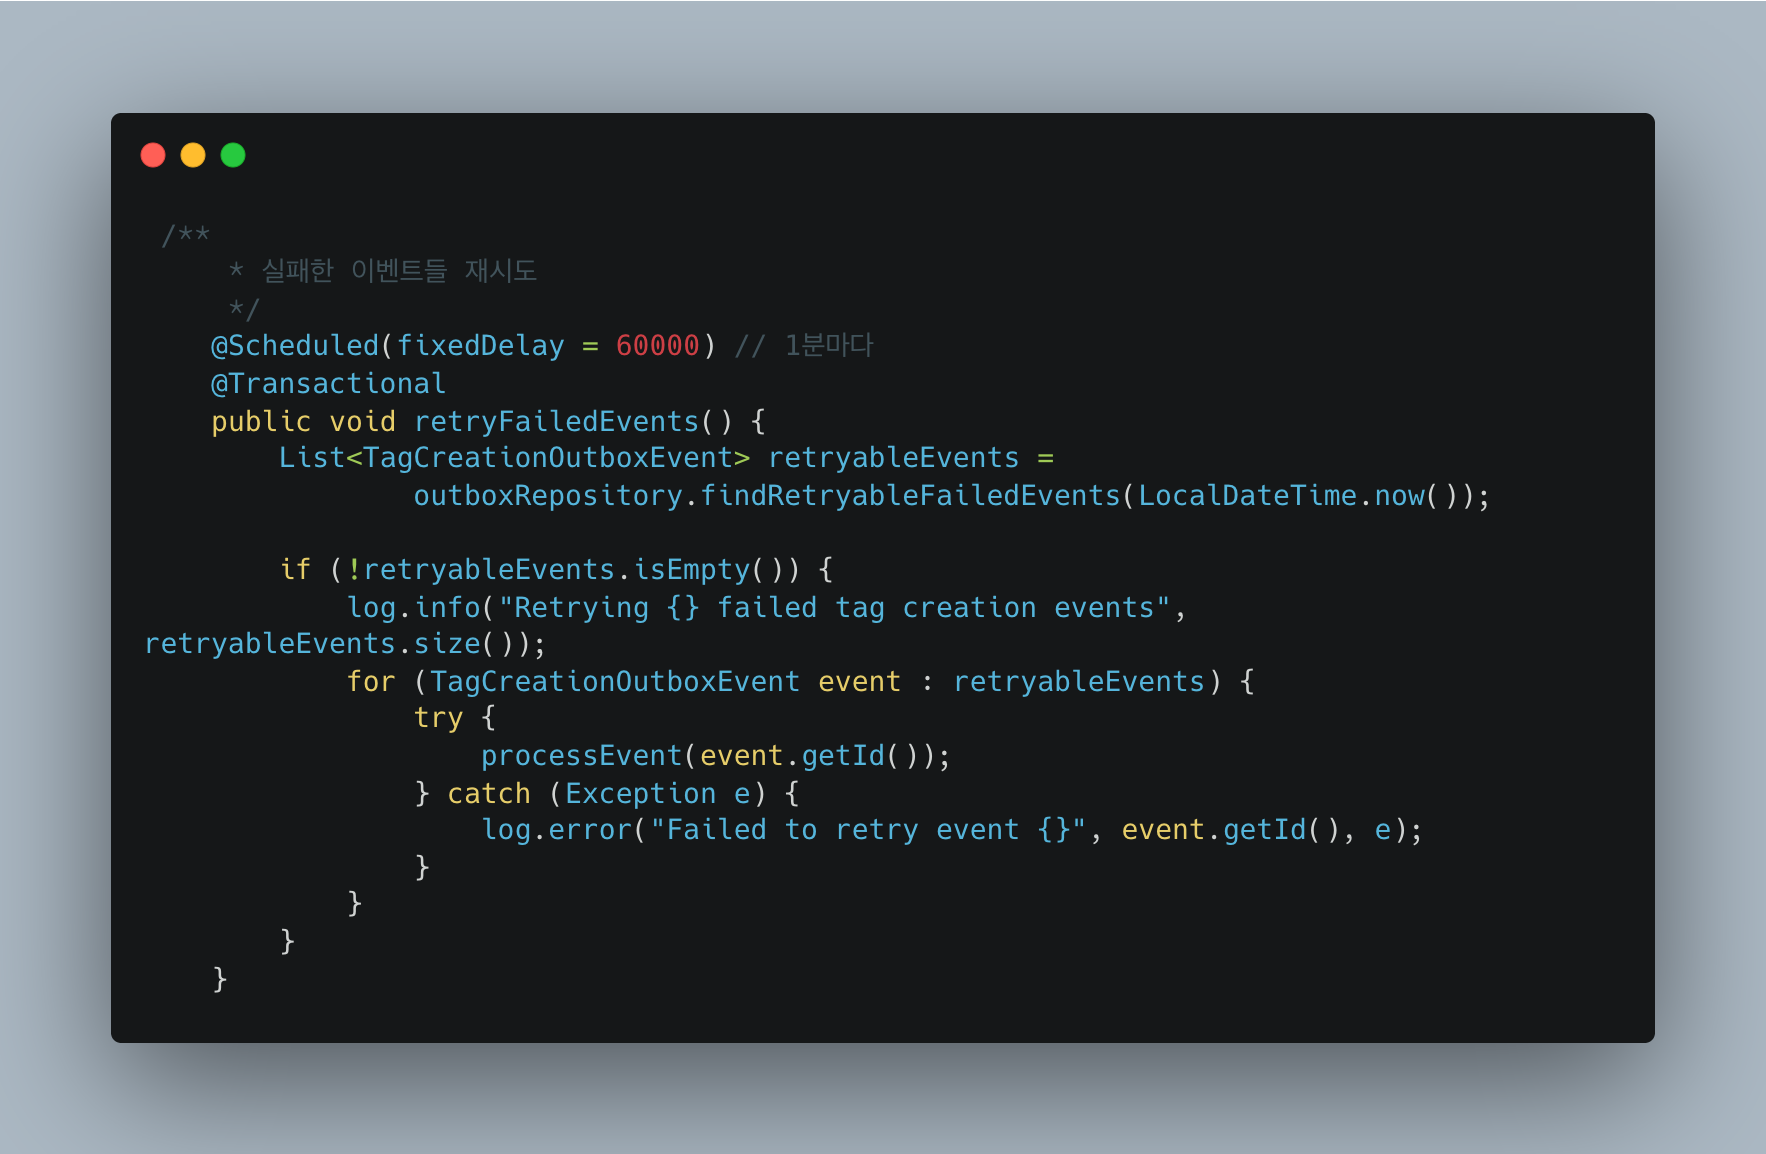 /**
* 실패한 이벤트들 재시도
*/
@Scheduled(fixedDelay = 60000) // 1분마다
@Transactional
public void retryFailedEvents() {
List<TagCreationOutboxEvent> retryableEvents =
outboxRepository.findRetryableFailedEvents(LocalDateTime.now());
if (!retryableEvents.isEmpty()) {
log.info("Retrying {} failed tag creation events",
retryableEvents.size());
for (TagCreationOutboxEvent event : retryableEvents) {
try {
processEvent(event.getId());
} catch (Exception e) {
log.error("Failed to retry event {}", event.getId(), e);
}
}
}
}